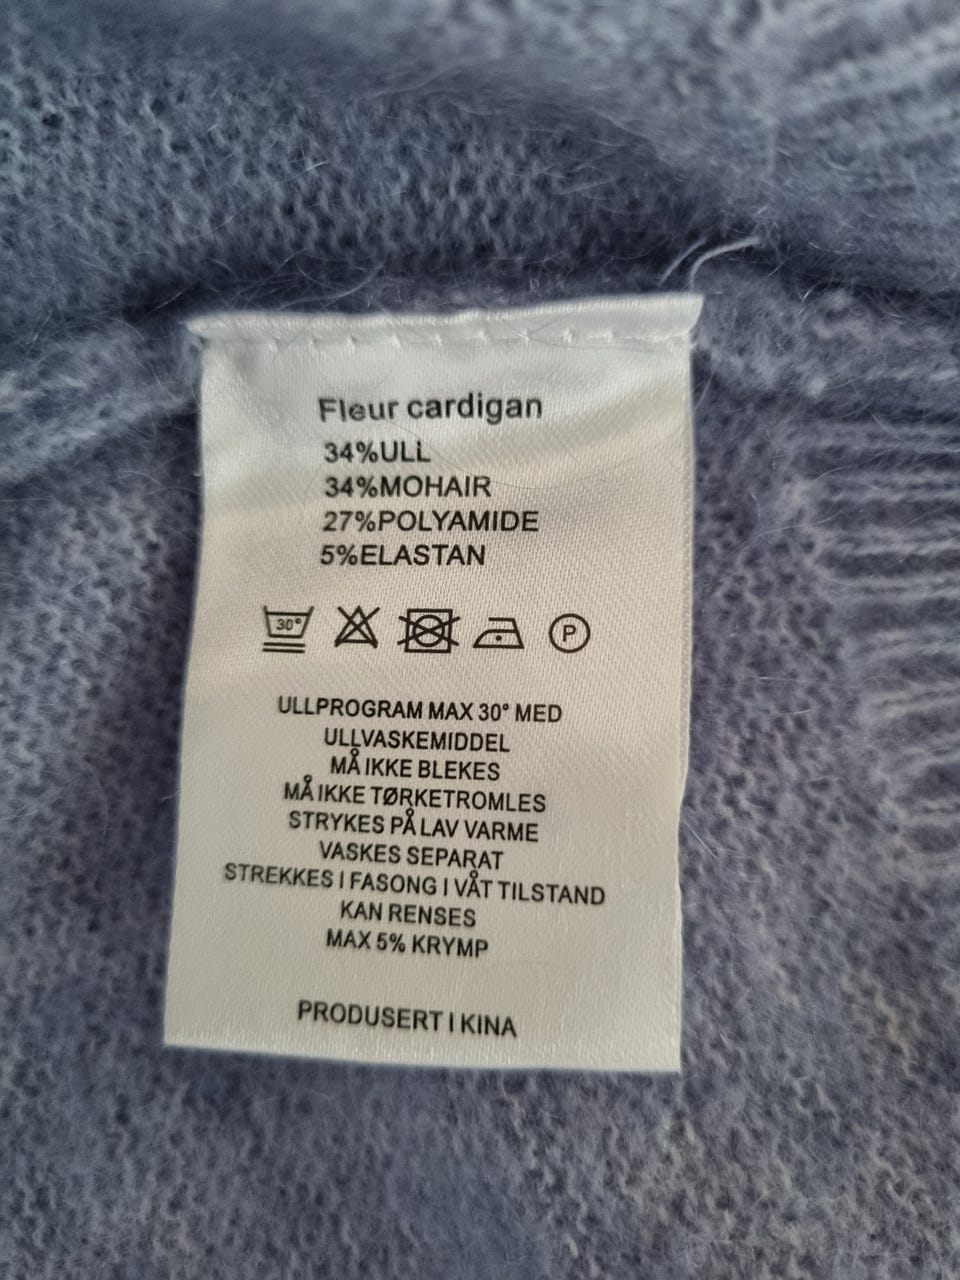 Fleur cardigan
34%ULL
34%MOHAIR
27%POLYAMIDE
5%ELASTAN
30° P
ULLPROGRAM MAX 30° MED
ULLVASKEMIDDEL
MÅ IKKE BLEKES
MÅ IKKE TØRKETROMLES
STRYKES PÅ LAV VARME
VASKES SEPARAT
STREKKES I FASONG I VÅT TILSTAND
KAN RENSES
MAX 5% KRYMP
PRODUSERT I KINA